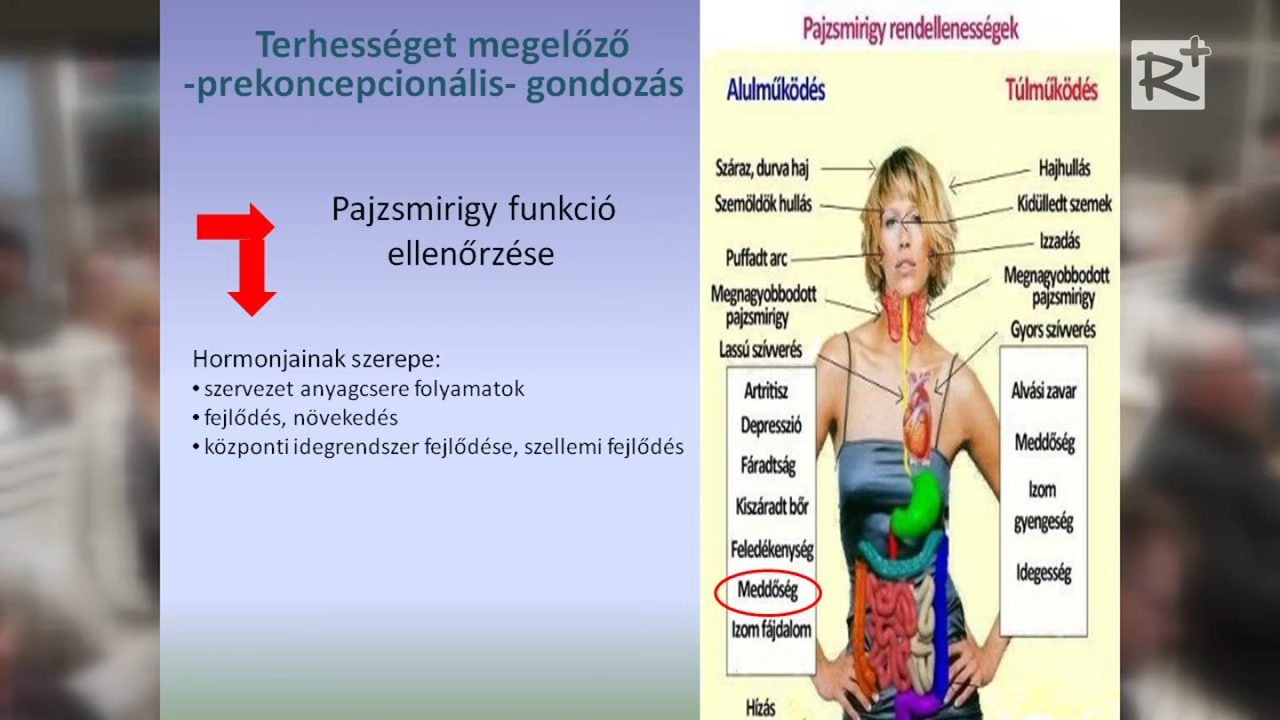 Terhességet megelőző
-prekoncepcionális- gondozás
Pajzsmirigy funkció
ellenőrzése
Hormonjainak szerepe:
• szervezet anyagcsere folyamatok
• fejlődés, növekedés
• központi idegrendszer fejlődése, szellemi fejlődés
Pajzsmirigy rendellenességek
Alulműködés
Száraz, durva haj
Szemöldök hullás
Puffadt arc
Megnagyobbodott
pajzsmirigy
Lassú szívverés
Artritisz
Depresszió
Fáradtság
Kiszáradt bőr
Feledékenység
Meddőség
Izom fájdalom
Hízás
Túlműködés
Hajhullás
Kidülledt szemek
Izzadás
Megnagyobbodott
pajzsmirigy
Gyors szívverés
Alvási zavar
Meddőség
Izom
gyengeség
Idegesség
R+